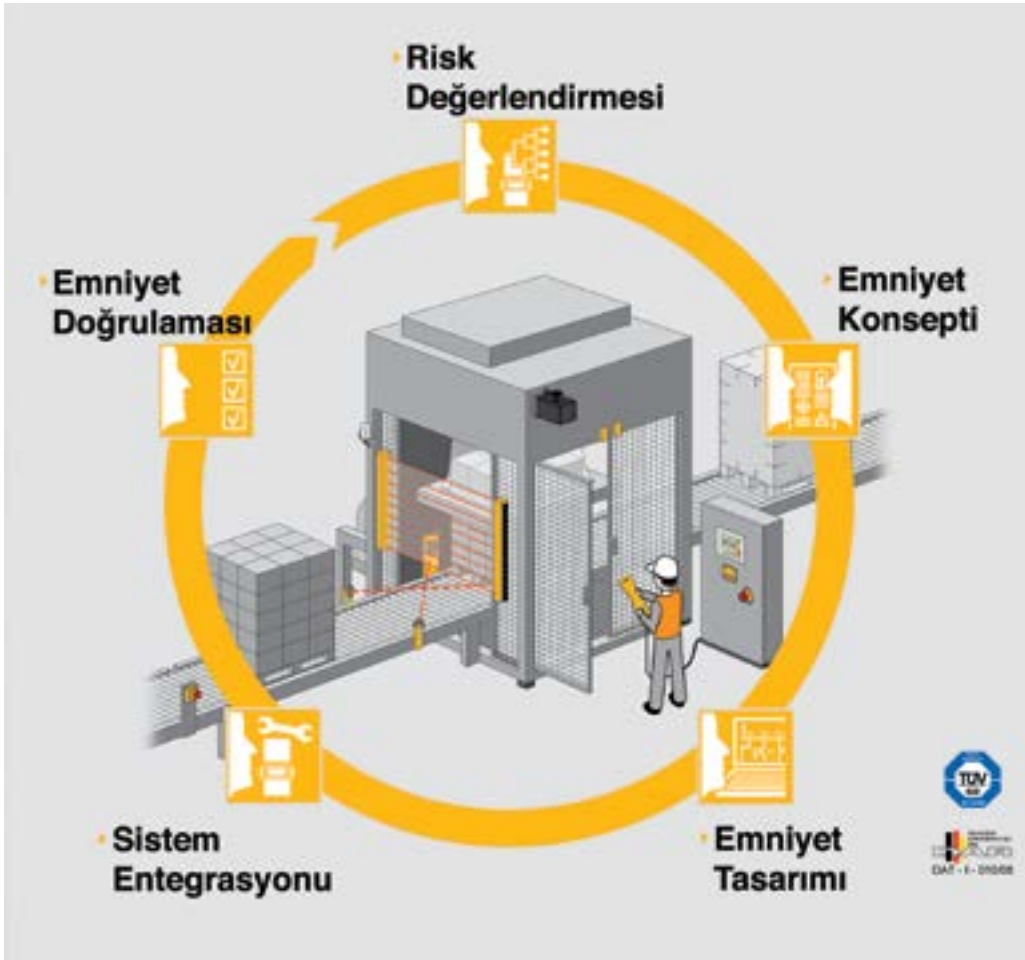 Risk
Değerlendirmesi
Emniyet
Konsepti
Emniyet
Doğrulaması
Sistem
Entegrasyonu
Emniyet
Tasarımı
TÜV